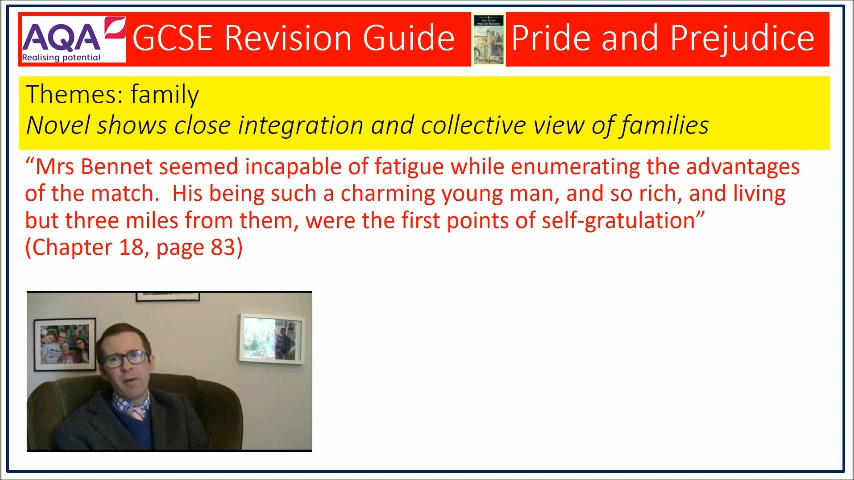 AQA
Realising potential
GCSE Revision Guide
Pride and Prejudice
Themes: family
Novel shows close integration and collective view of families
“Mrs Bennet seemed incapable of fatigue while enumerating the advantages
of the match.  His being such a charming young man, and so rich, and living
but three miles from them, were the first points of self-gratulation”
(Chapter 18, page 83)